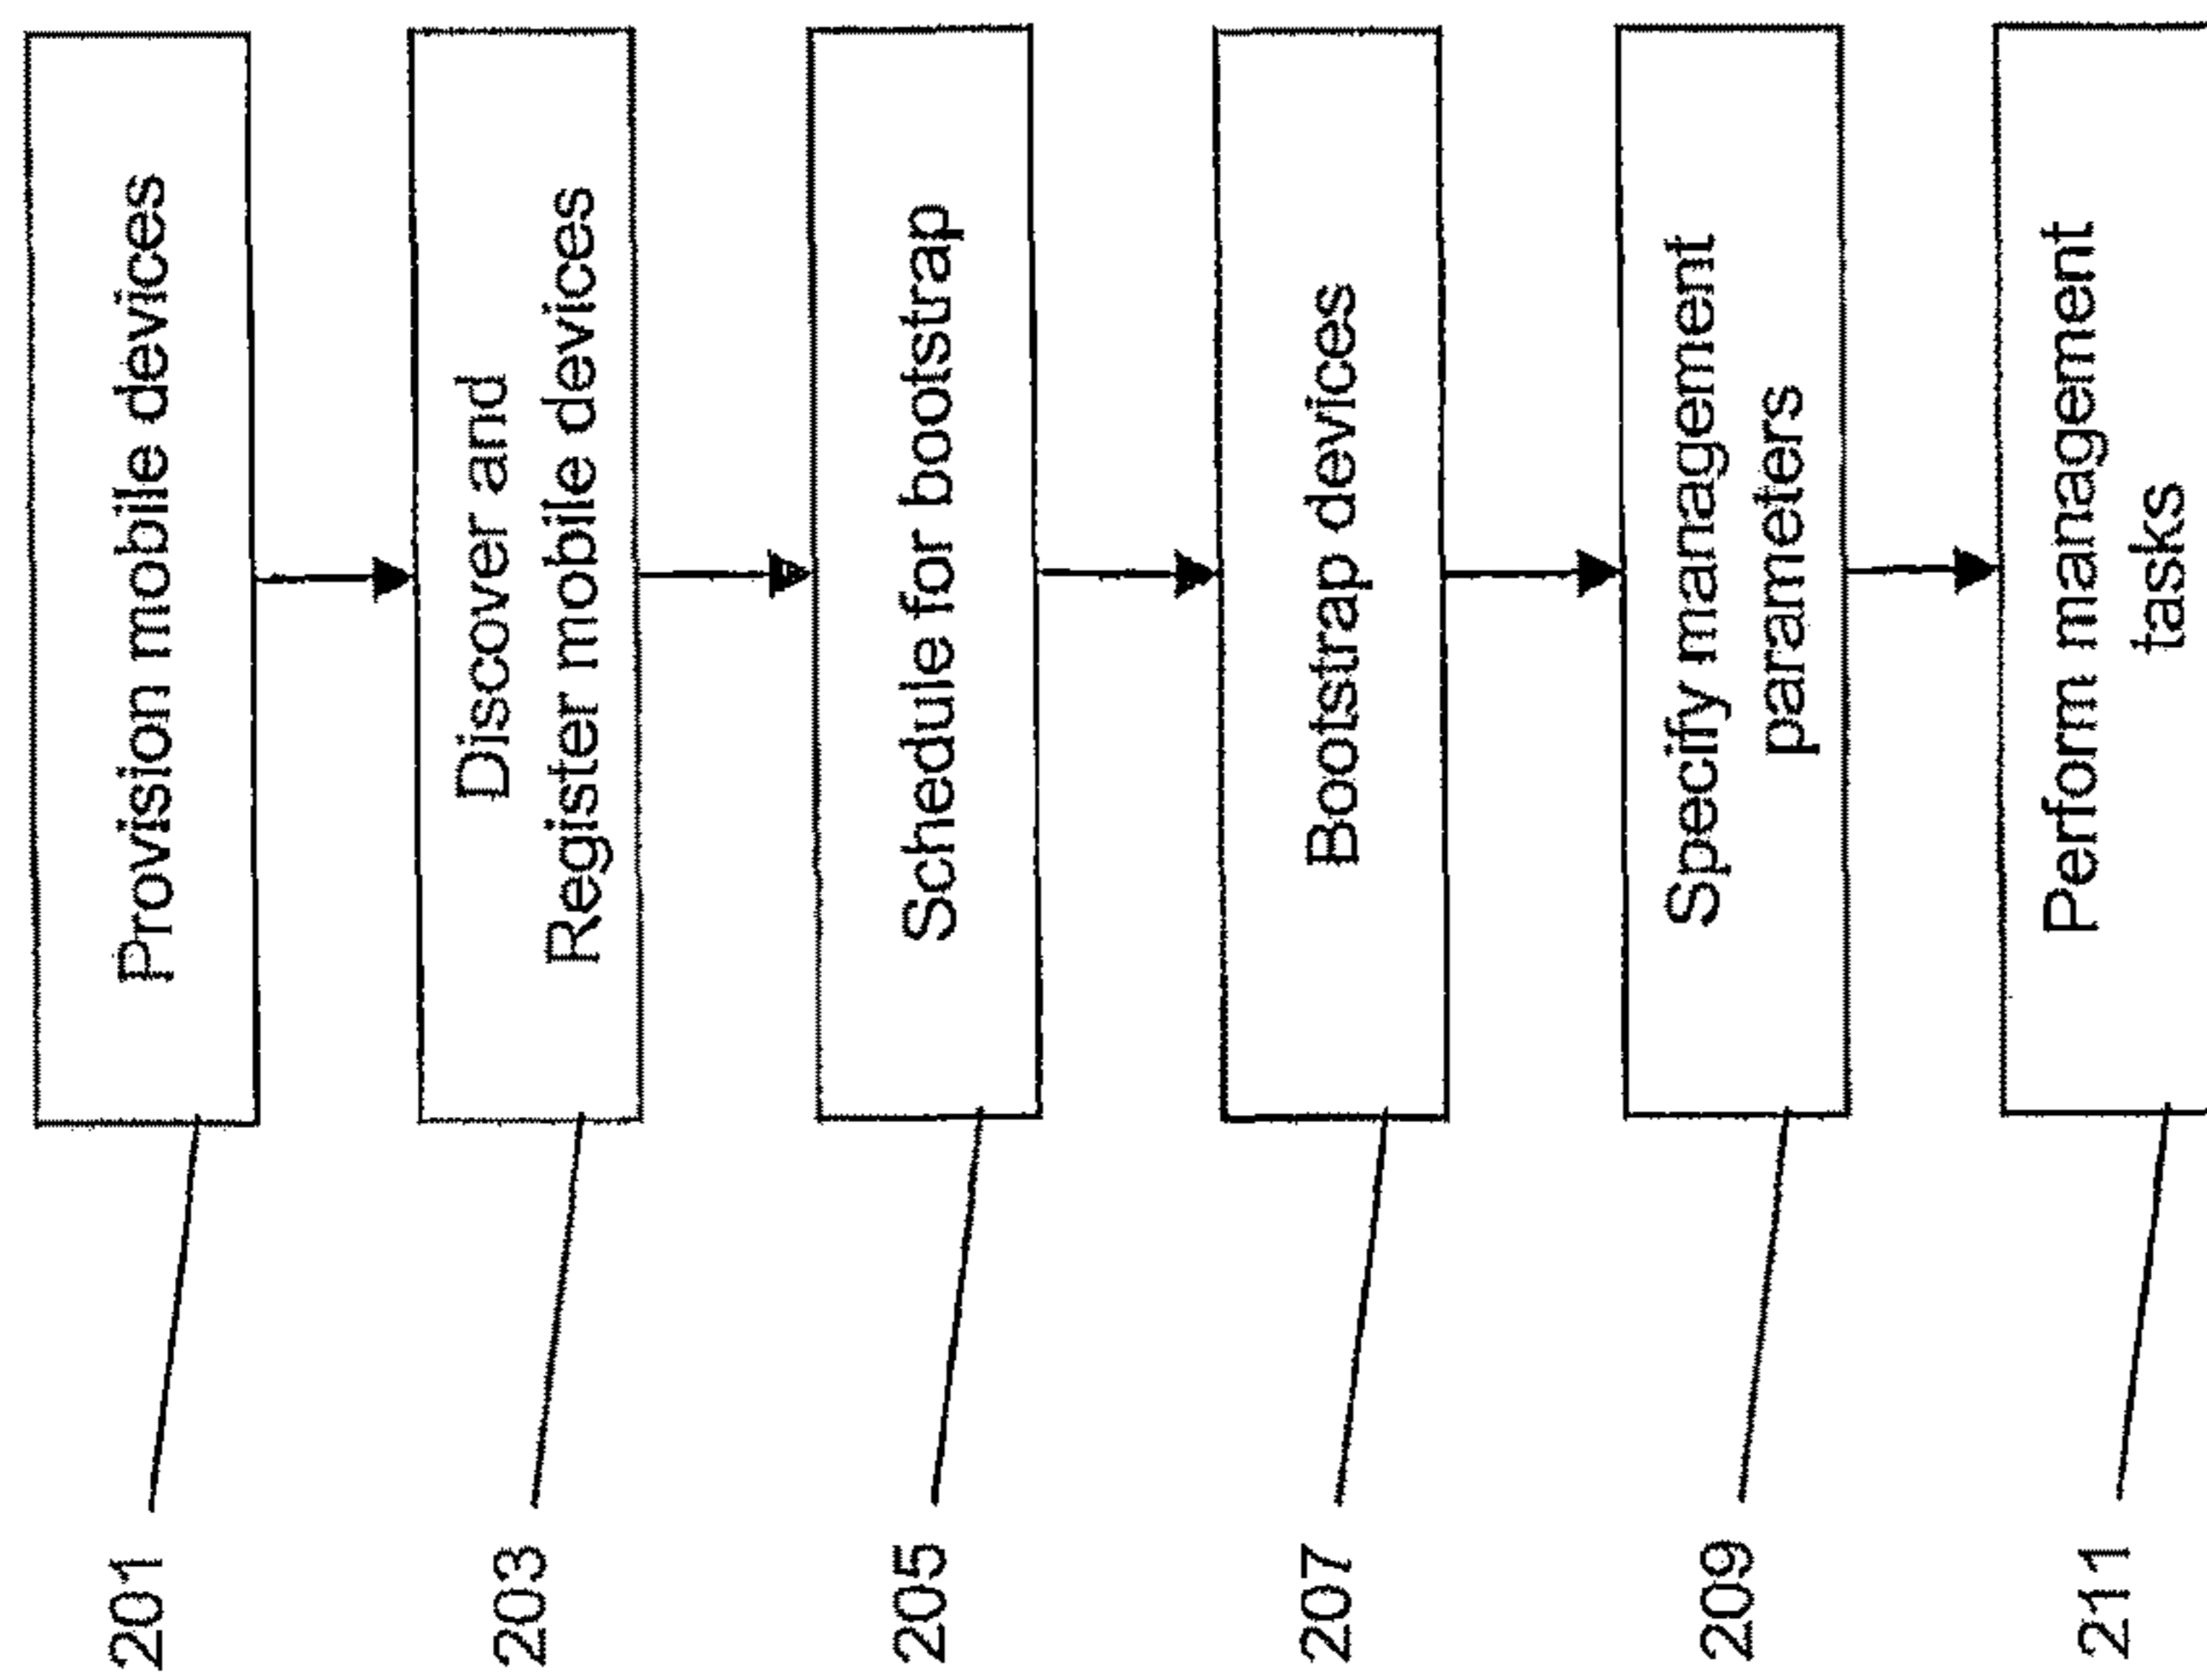 201
Provision mobile devices
203
Discover and
Register mobile devices
205
Schedule for bootstrap
207
Bootstrap devices
209
Specify management
parameters
211
Perform management
tasks